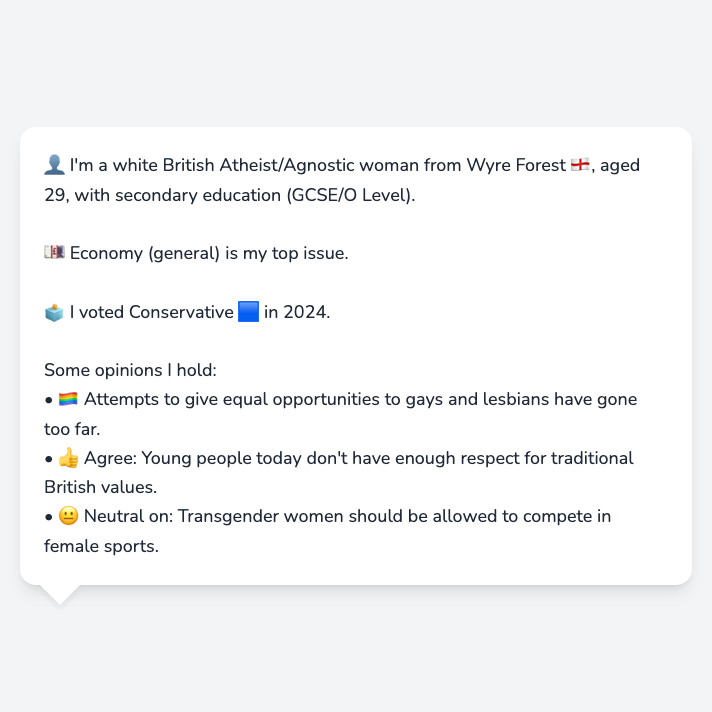 👤 I'm a white British Atheist/Agnostic woman from Wyre Forest 🏴󠁧󠁢󠁥󠁮󠁧󠁿, aged
29, with secondary education (GCSE/O Level).
💷 Economy (general) is my top issue.
🗳️ I voted Conservative 🟦 in 2024.
Some opinions I hold:
• 🏳️‍🌈 Attempts to give equal opportunities to gays and lesbians have gone
too far.
• 👍 Agree: Young people today don't have enough respect for traditional
British values.
• 😐 Neutral on: Transgender women should be allowed to compete in
female sports.